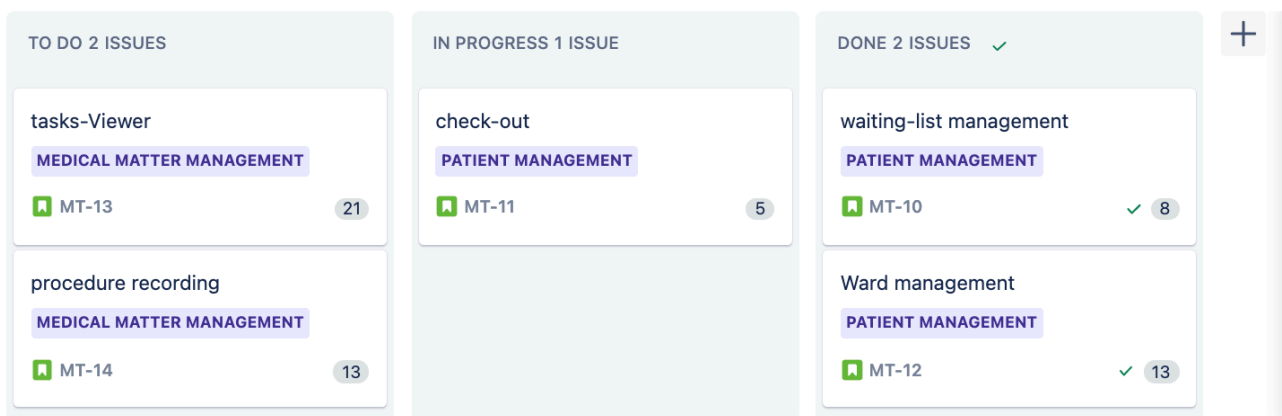 TO DO 2 ISSUES
tasks-Viewer
MEDICAL MATTER MANAGEMENT
MT-13
21
procedure recording
MEDICAL MATTER MANAGEMENT
MT-14
13
IN PROGRESS 1 ISSUE
check-out
PATIENT MANAGEMENT
MT-11
5
DONE 2 ISSUES
waiting-list management
PATIENT MANAGEMENT
MT-10
8
Ward management
PATIENT MANAGEMENT
MT-12
13